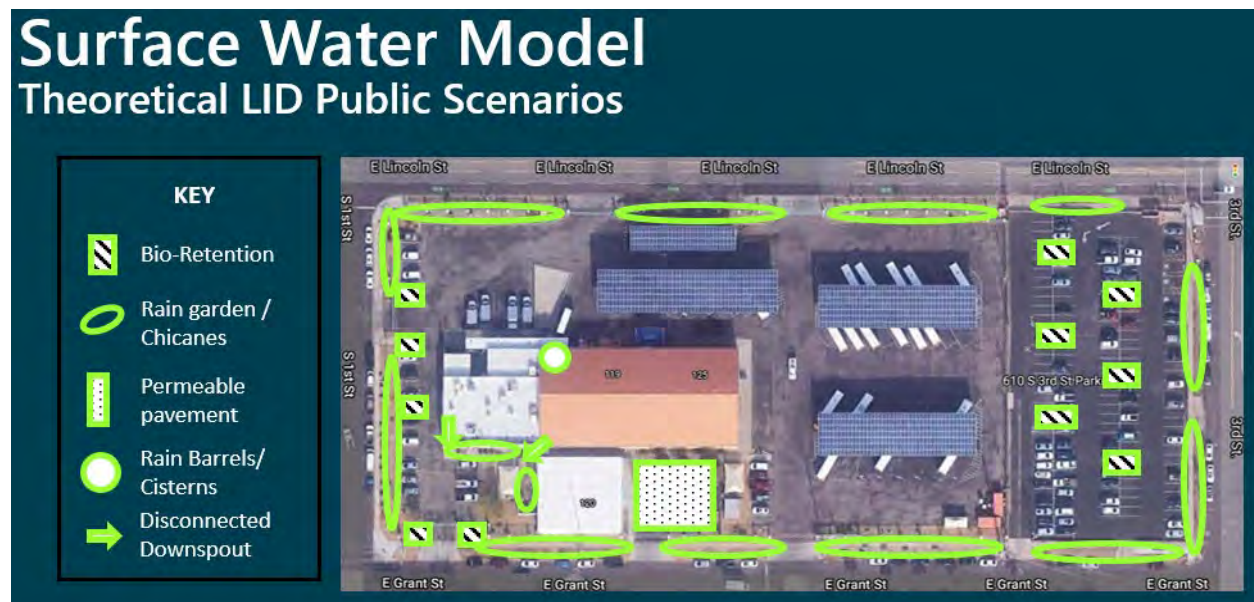 Surface Water Model
Theoretical LID Public Scenarios
KEY
Bio-Retention
Rain garden /
Chicanes
Permeable
pavement
Rain Barrels/
Cisterns
Disconnected
Downspout
E Lincoln St
E Lincoln St
E Lincoln St
E Lincoln St
E Lincoln St
S 1st St
3rd St.
S 1st St
119
125
610 S 3rd St Park
3rd St.
120
E Grant St
E Grant St
E Grant St
E Grant St
E Grant St